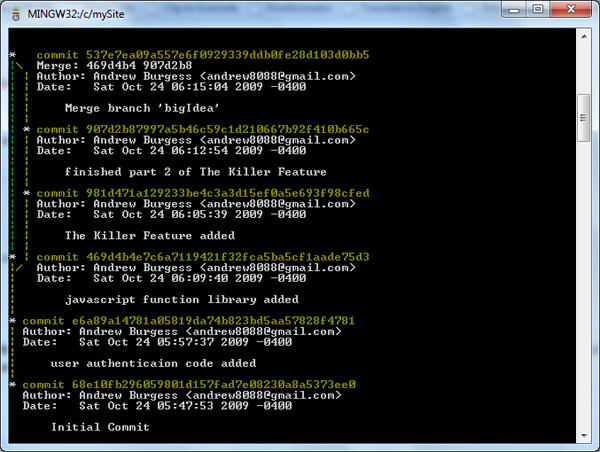 MINGW32:/c/mySite
* commit 537e7ea09a557e6f0929339ddb0fe28d103d0bb5
Merge: 469d4b4 907d2b8
Author: Andrew Burgess <andrew8088@gmail.com>
Date: Sat Oct 24 06:15:04 2009 -0400
Merge branch 'bigIdea'
* commit 907d2b87997a5b46c59c1d210667b92f410b665c
Author: Andrew Burgess <andrew8088@gmail.com>
Date: Sat Oct 24 06:12:54 2009 -0400
finished part 2 of The Killer Feature
* commit 981d471a129233be4c3a3d15ef0a5e693f98cfed
Author: Andrew Burgess <andrew8088@gmail.com>
Date: Sat Oct 24 06:05:39 2009 -0400
The Killer Feature added
* commit 469d4b4e7c6a7119421f32fca5ba5cf1aade75d3
Author: Andrew Burgess <andrew8088@gmail.com>
Date: Sat Oct 24 06:09:40 2009 -0400
javascript function library added
* commit e6a89a14781a05819da74b823bd5aa57828f4781
Author: Andrew Burgess <andrew8088@gmail.com>
Date: Sat Oct 24 05:57:37 2009 -0400
user authenticaion code added
* commit 68e10fb296059801d157fad7e08230a8a5373ee0
Author: Andrew Burgess <andrew8088@gmail.com>
Date: Sat Oct 24 05:47:53 2009 -0400
Initial Commit